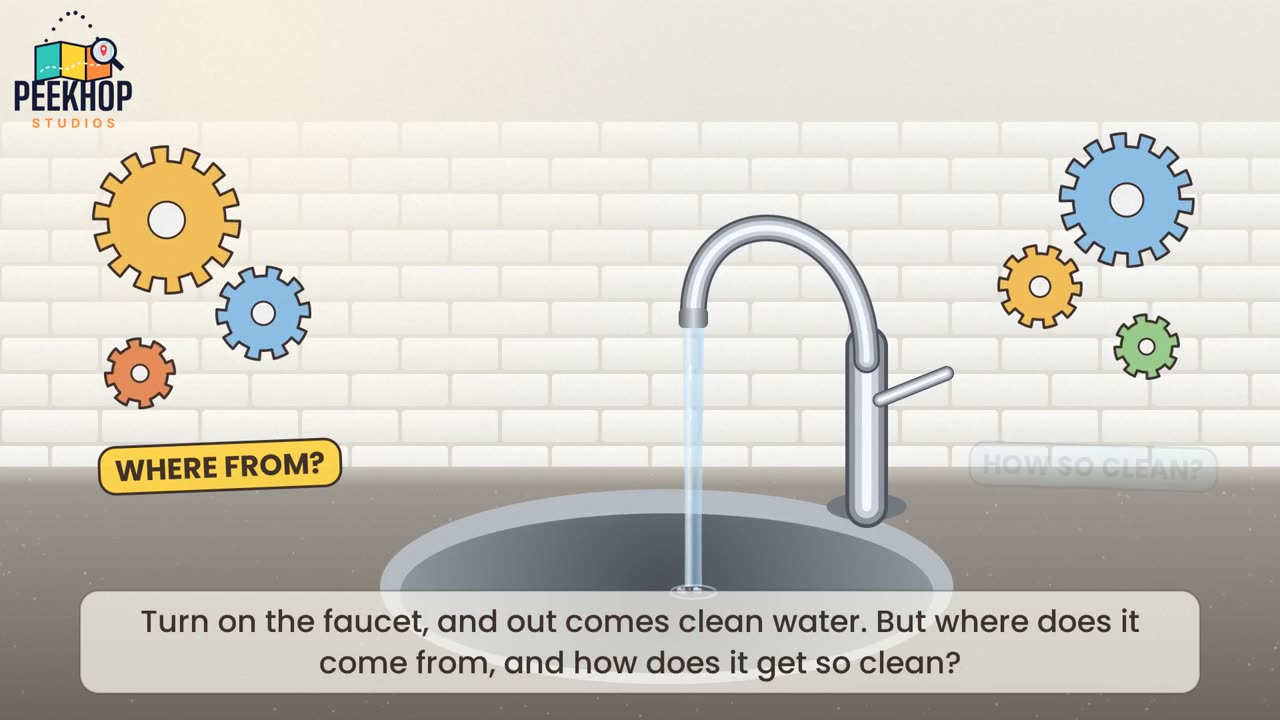 PEEKHOP
STUDIOS
WHERE FROM?
HOW SO CLEAN?
Turn on the faucet, and out comes clean water. But where does it
come from, and how does it get so clean?